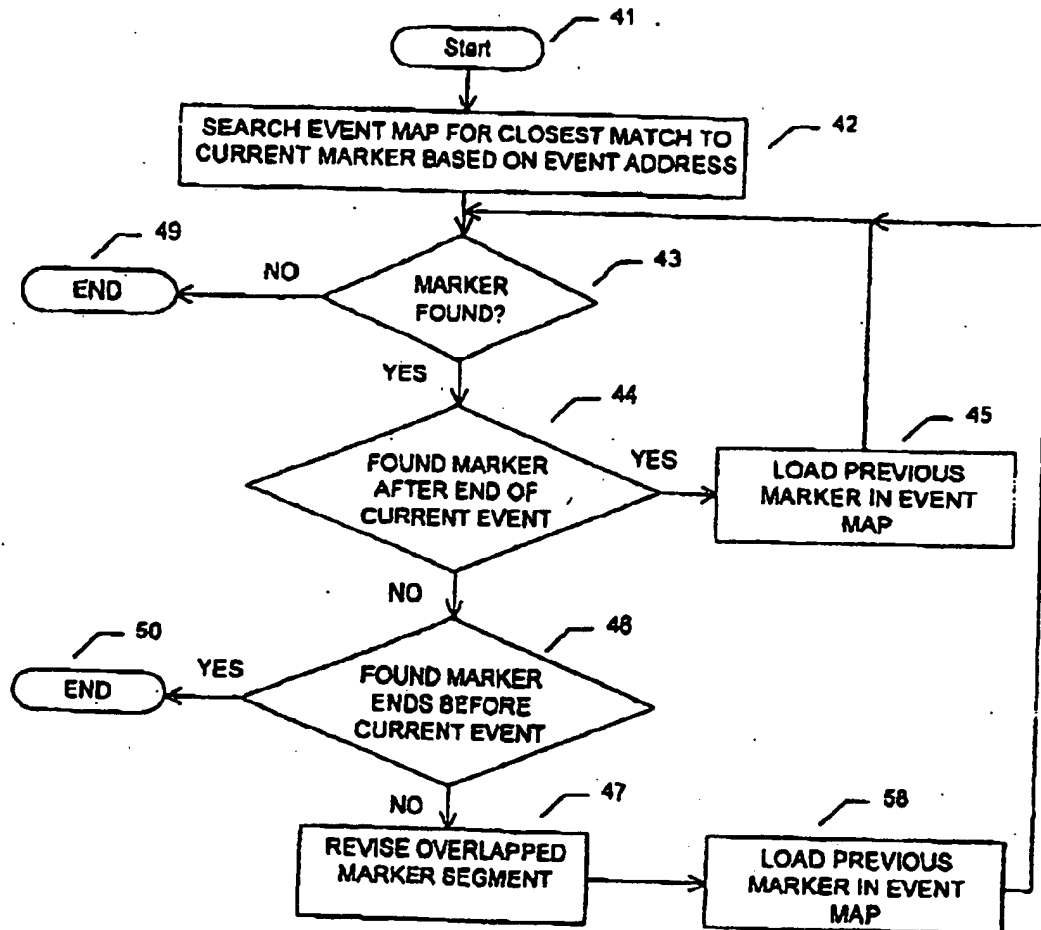 41
Start
42
SEARCH EVENT MAP FOR CLOSEST MATCH TO
CURRENT MARKER BASED ON EVENT ADDRESS
49
END
NO
43
MARKER
FOUND?
YES
44
FOUND MARKER
AFTER END OF
CURRENT EVENT
YES
45
LOAD PREVIOUS
MARKER IN EVENT
MAP
NO
50
END
YES
46
FOUND MARKER
ENDS BEFORE
CURRENT EVENT
NO
47
REVISE OVERLAPPED
MARKER SEGMENT
58
LOAD PREVIOUS
MARKER IN EVENT
MAP